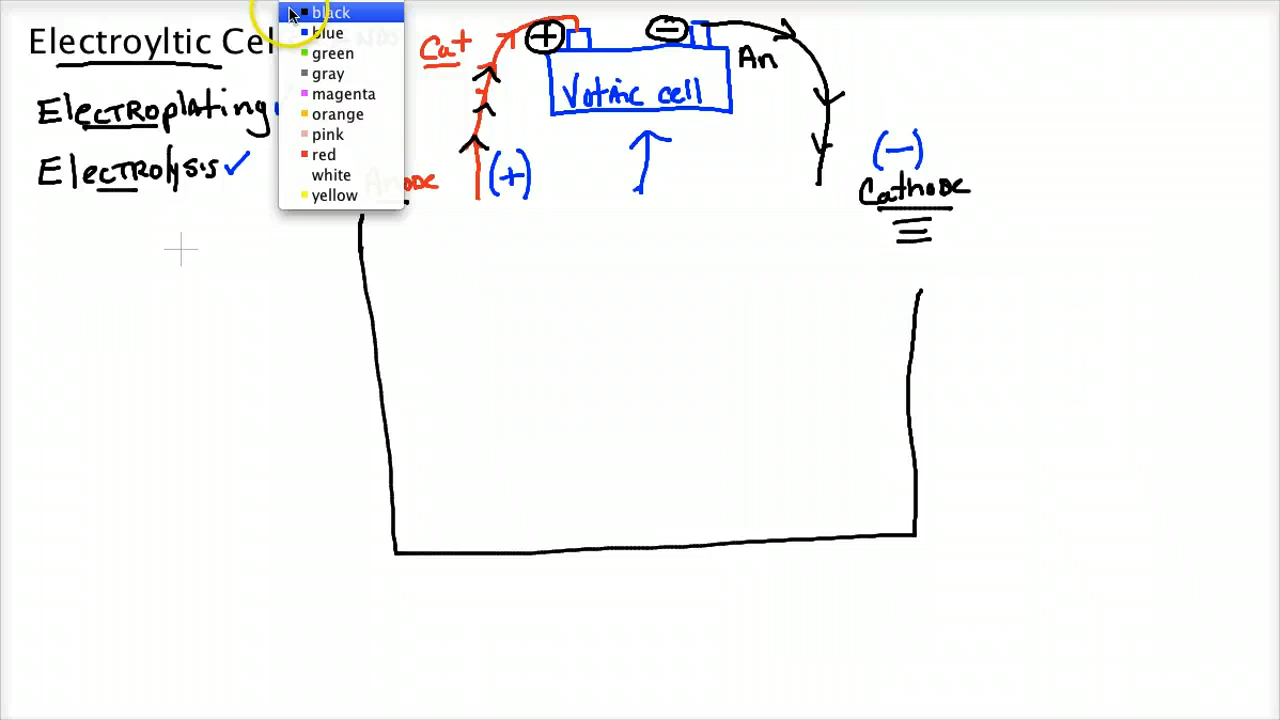 Electroyltic Cel
Electroplating
Electrolysis ✓
black
blue
green
gray
magenta
orange
pink
red
white
yellow
Cat
+
−
An
Voltaic cell
Anode
(+)
(−)
Cathode